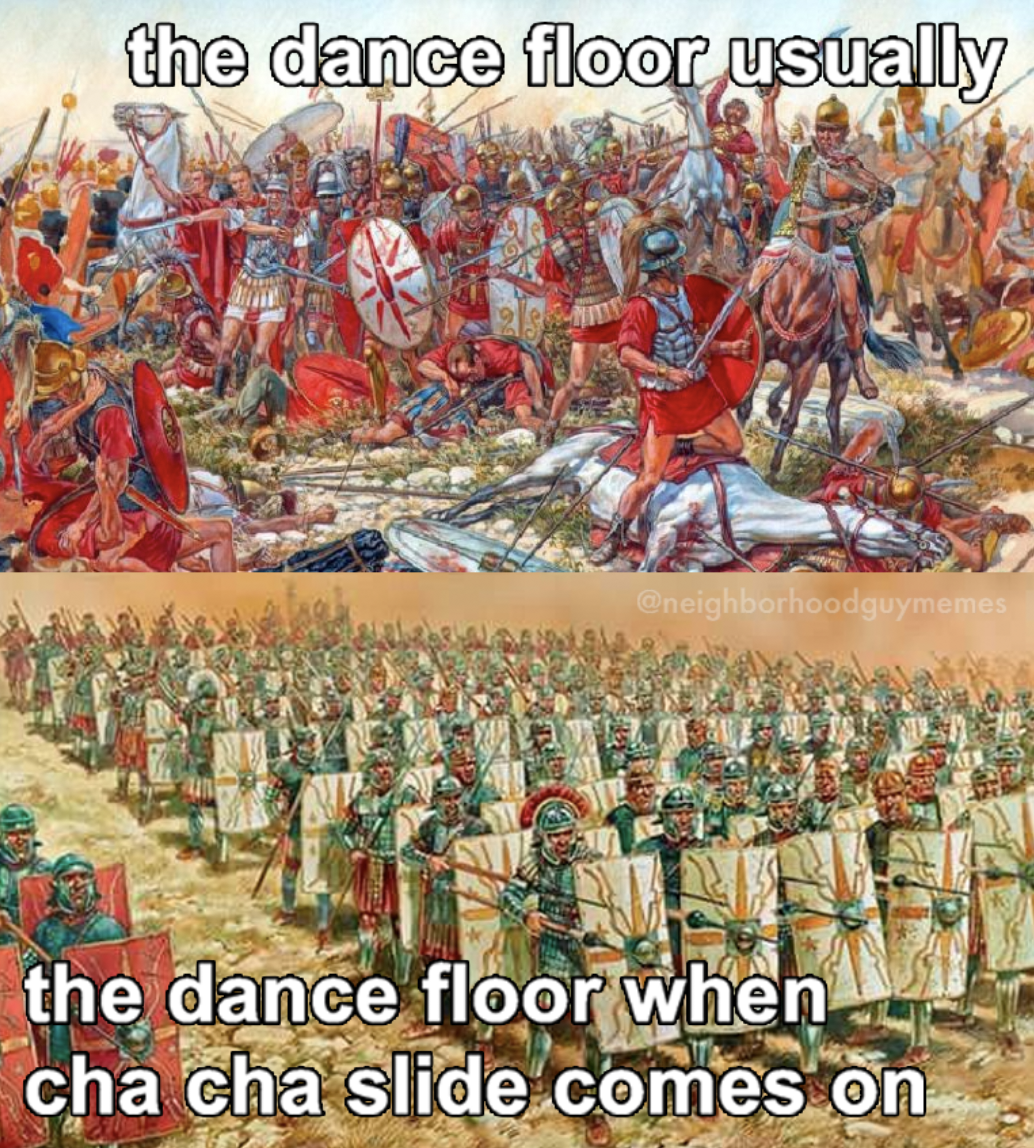 the dance floor usually
@neighborhoodguymemes
the dance floor when
cha cha slide comes on